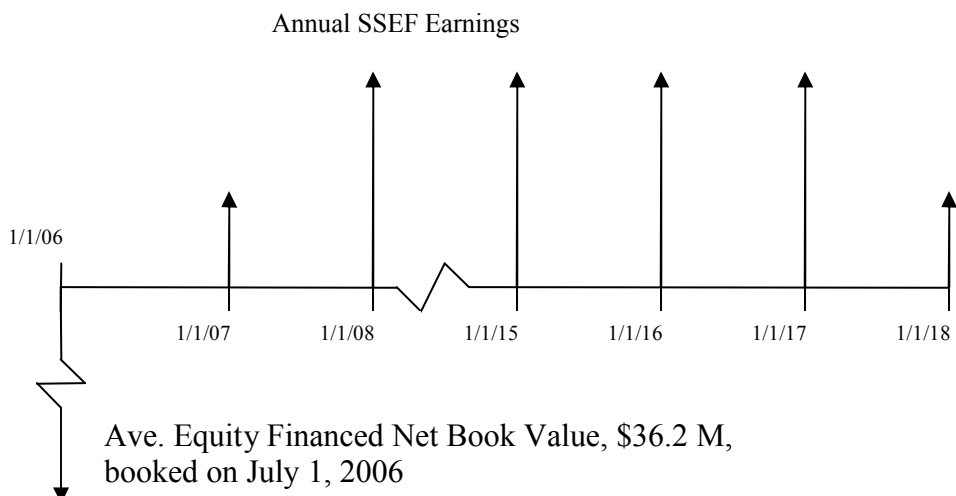 Annual SSEF Earnings
1/1/06
1/1/07
1/1/08
1/1/15
1/1/16
1/1/17
1/1/18
Ave. Equity Financed Net Book Value, $36.2 M,
booked on July 1, 2006